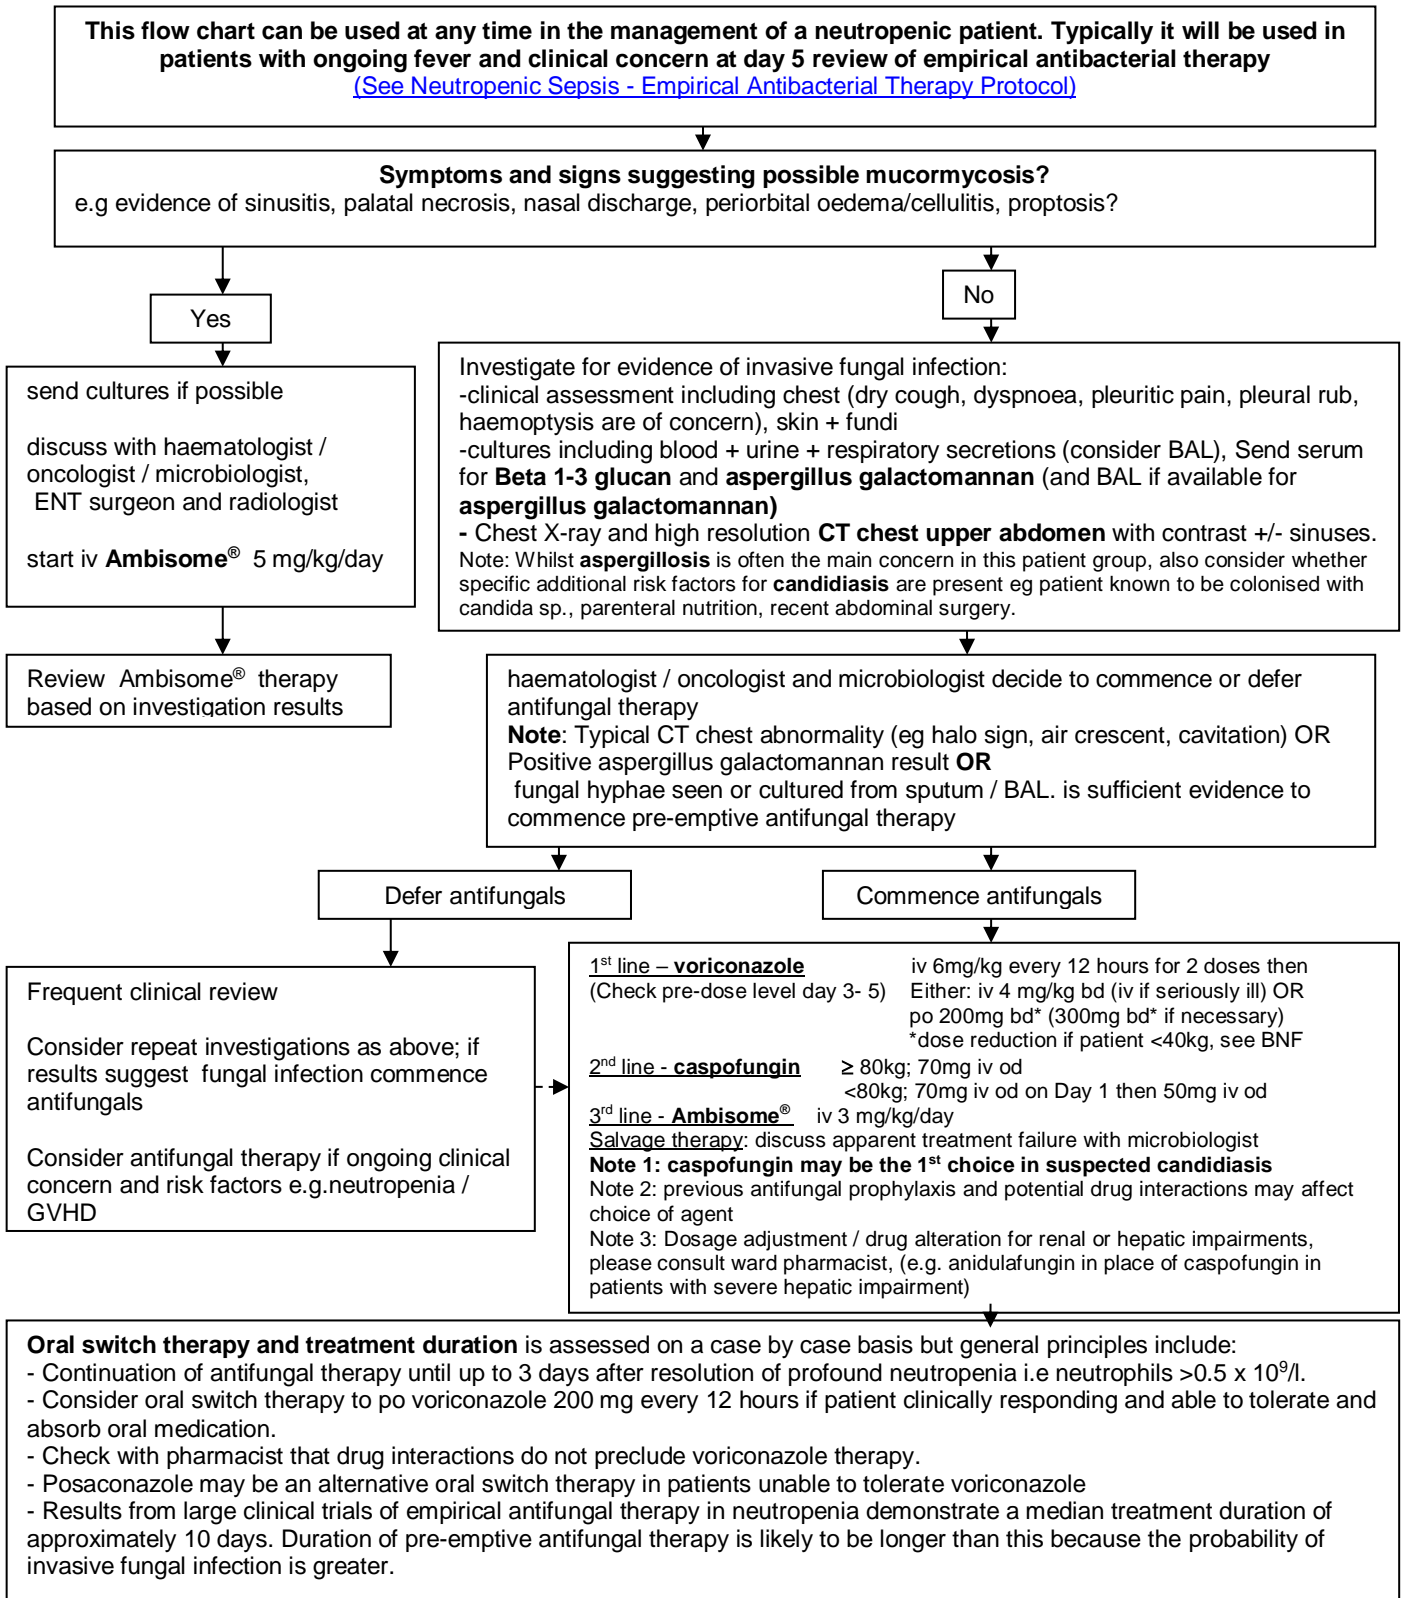 This flow chart can be used at any time in the management of a neutropenic patient. Typically it will be used in
patients with ongoing fever and clinical concern at day 5 review of empirical antibacterial therapy
(See Neutropenic Sepsis - Empirical Antibacterial Therapy Protocol)
Symptoms and signs suggesting possible mucormycosis?
e.g evidence of sinusitis, palatal necrosis, nasal discharge, periorbital oedema/cellulitis, proptosis?
Yes
No
send cultures if possible
discuss with haematologist /
oncologist / microbiologist,
ENT surgeon and radiologist
start iv Ambisome® 5 mg/kg/day
Review Ambisome® therapy
based on investigation results
Investigate for evidence of invasive fungal infection:
-clinical assessment including chest (dry cough, dyspnoea, pleuritic pain, pleural rub,
haemoptysis are of concern), skin + fundi
-cultures including blood + urine + respiratory secretions (consider BAL), Send serum
for Beta 1-3 glucan and aspergillus galactomannan (and BAL if available for
aspergillus galactomannan)
- Chest X-ray and high resolution CT chest upper abdomen with contrast +/- sinuses.
Note: Whilst aspergillosis is often the main concern in this patient group, also consider whether
specific additional risk factors for candidiasis are present eg patient known to be colonised with
candida sp., parenteral nutrition, recent abdominal surgery.
haematologist / oncologist and microbiologist decide to commence or defer
antifungal therapy
Note: Typical CT chest abnormality (eg halo sign, air crescent, cavitation) OR
Positive aspergillus galactomannan result OR
fungal hyphae seen or cultured from sputum / BAL. is sufficient evidence to
commence pre-emptive antifungal therapy
Defer antifungals
Commence antifungals
Frequent clinical review
Consider repeat investigations as above; if
results suggest fungal infection commence
antifungals
Consider antifungal therapy if ongoing clinical
concern and risk factors e.g.neutropenia /
GVHD
1st line – voriconazole iv 6mg/kg every 12 hours for 2 doses then
(Check pre-dose level day 3- 5) Either: iv 4 mg/kg bd (iv if seriously ill) OR
po 200mg bd* (300mg bd* if necessary)
*dose reduction if patient <40kg, see BNF
2nd line - caspofungin ≥ 80kg; 70mg iv od
<80kg; 70mg iv od on Day 1 then 50mg iv od
3rd line - Ambisome® iv 3 mg/kg/day
Salvage therapy: discuss apparent treatment failure with microbiologist
Note 1: caspofungin may be the 1st choice in suspected candidiasis
Note 2: previous antifungal prophylaxis and potential drug interactions may affect
choice of agent
Note 3: Dosage adjustment / drug alteration for renal or hepatic impairments,
please consult ward pharmacist, (e.g. anidulafungin in place of caspofungin in
patients with severe hepatic impairment)
Oral switch therapy and treatment duration is assessed on a case by case basis but general principles include:
- Continuation of antifungal therapy until up to 3 days after resolution of profound neutropenia i.e neutrophils >0.5 x 10⁹/l.
- Consider oral switch therapy to po voriconazole 200 mg every 12 hours if patient clinically responding and able to tolerate and
absorb oral medication.
- Check with pharmacist that drug interactions do not preclude voriconazole therapy.
- Posaconazole may be an alternative oral switch therapy in patients unable to tolerate voriconazole
- Results from large clinical trials of empirical antifungal therapy in neutropenia demonstrate a median treatment duration of
approximately 10 days. Duration of pre-emptive antifungal therapy is likely to be longer than this because the probability of
invasive fungal infection is greater.